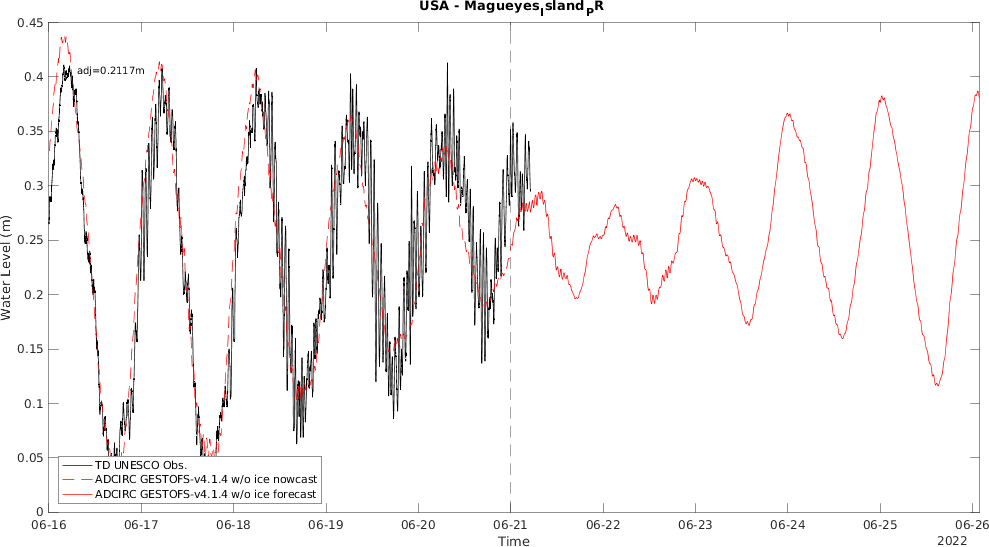 USA - Magueyes_Island_PR
0.45
0.4
0.35
0.3
0.25
0.2
0.15
0.1
0.05
0
Water Level (m)
adj=0.2117m
TD UNESCO Obs.
ADCIRC GESTOFS-v4.1.4 w/o ice nowcast
ADCIRC GESTOFS-v4.1.4 w/o ice forecast
06-16 06-17 06-18 06-19 06-20 06-21 06-22 06-23 06-24 06-25 06-26
Time
2022